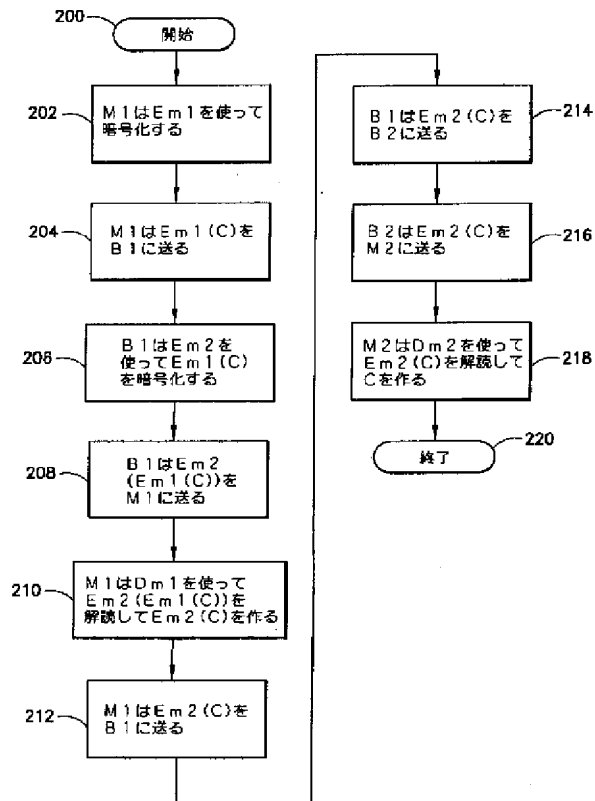 200
開始
202
M1はEm1を使って
暗号化する
204
M1はEm1(C)を
B1に送る
206
B1はEm2を
使ってEm1(C)
を暗号化する
208
B1はEm2
(Em1(C))を
M1に送る
210
M1はDm1を使って
Em2(Em1(C))を
解読してEm2(C)を作る
212
M1はEm2(C)を
B1に送る
214
B1はEm2(C)を
B2に送る
216
B2はEm2(C)を
M2に送る
218
M2はDm2を使って
Em2(C)を解読して
Cを作る
220
終了